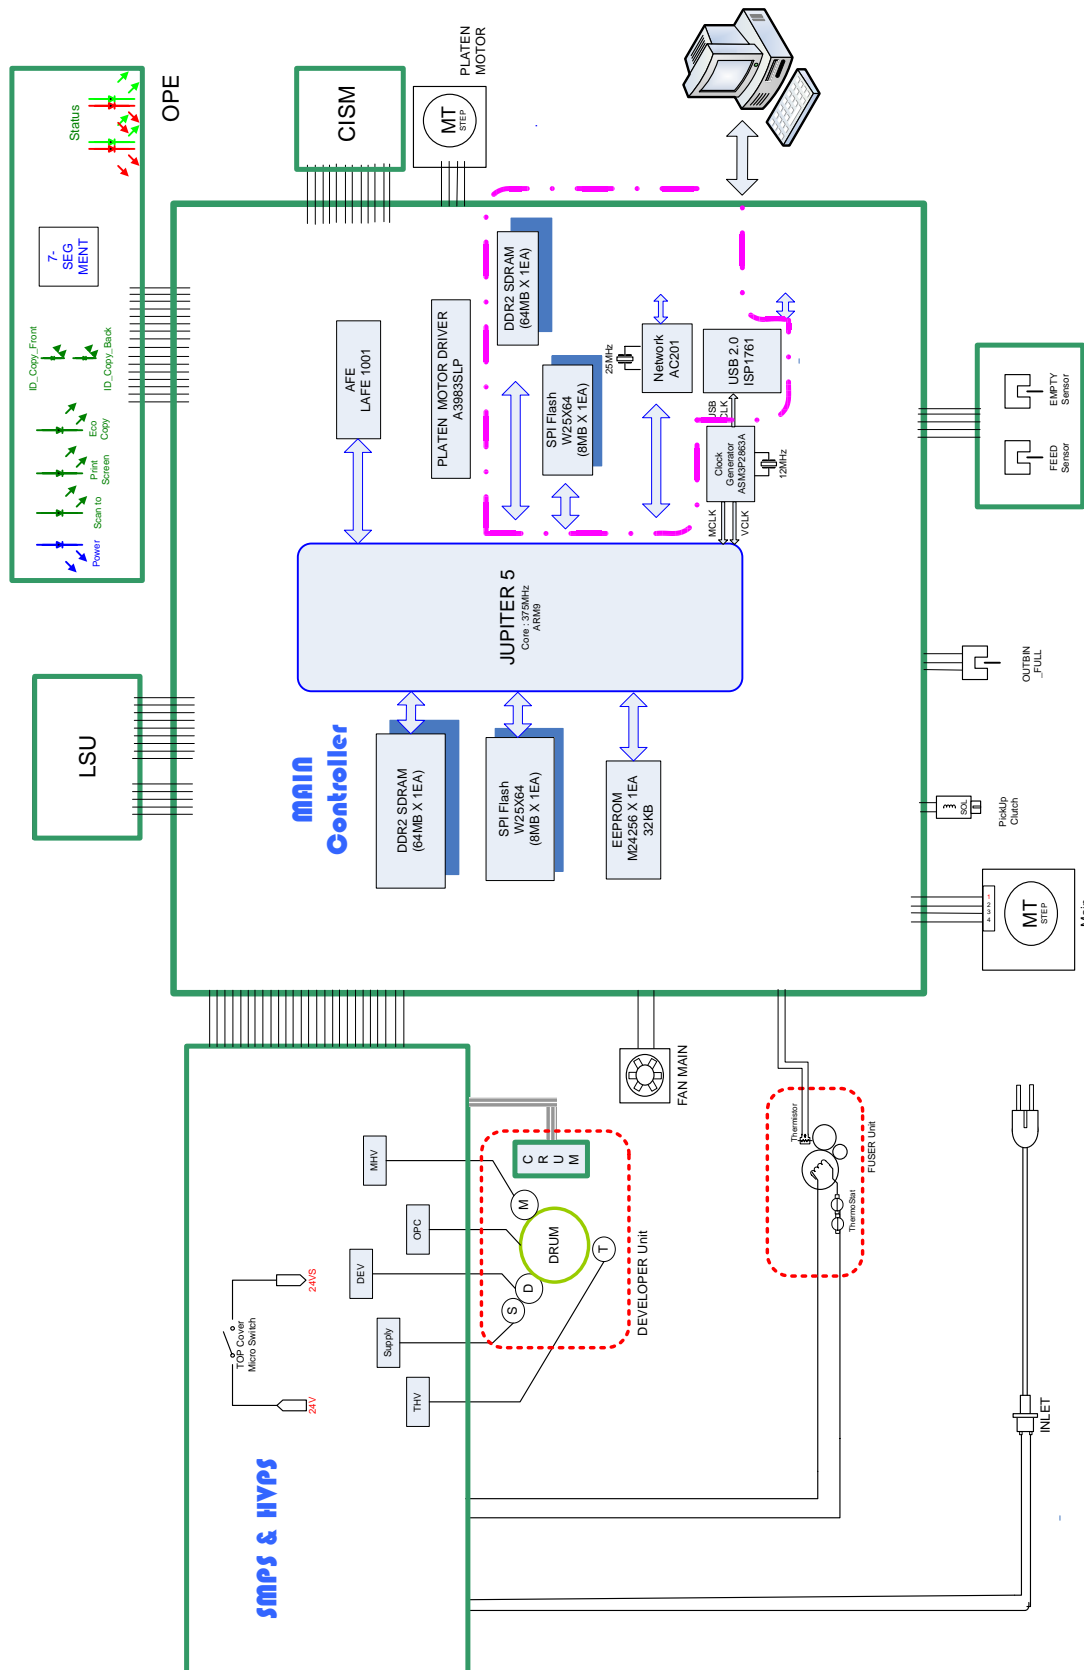 PLATEN
MOTOR
MT
STEP
CISM
OPE
Status
7-
SEG
MENT
ID_Copy_Front
ID_Copy_Back
Eco
Copy
Print
Screen
Scan to
Power
LSU
AFE
LAFE 1001
PLATEN MOTOR DRIVER
A3983SLP
DDR2 SDRAM
(64MB X 1EA)
SPI Flash
W25X64
(8MB X 1EA)
25MHz
Network
AC201
USB 2.0
ISP1761
USB
CLK
Clock
Generator
ASM3P2863A
12MHz
MCLK
VCLK
JUPITER 5
Core : 375MHz
ARM9
MAIN
Controller
DDR2 SDRAM
(64MB X 1EA)
SPI Flash
W25X64
(8MB X 1EA)
EEPROM
M24256 X 1EA
32KB
EMPTY
Sensor
FEED
Sensor
OUTBIN
_FULL
SOL
PickUp
Clutch
1
2
3
4
MT
STEP
Main
FAN MAIN
SMPS & HVPS
24VS
TOP Cover
Micro Switch
24V
MHV
OPC
DEV
Supply
THV
C
R
U
M
M
DRUM
D
S
T
DEVELOPER Unit
Thermistor
ThermoStat
FUSER Unit
INLET